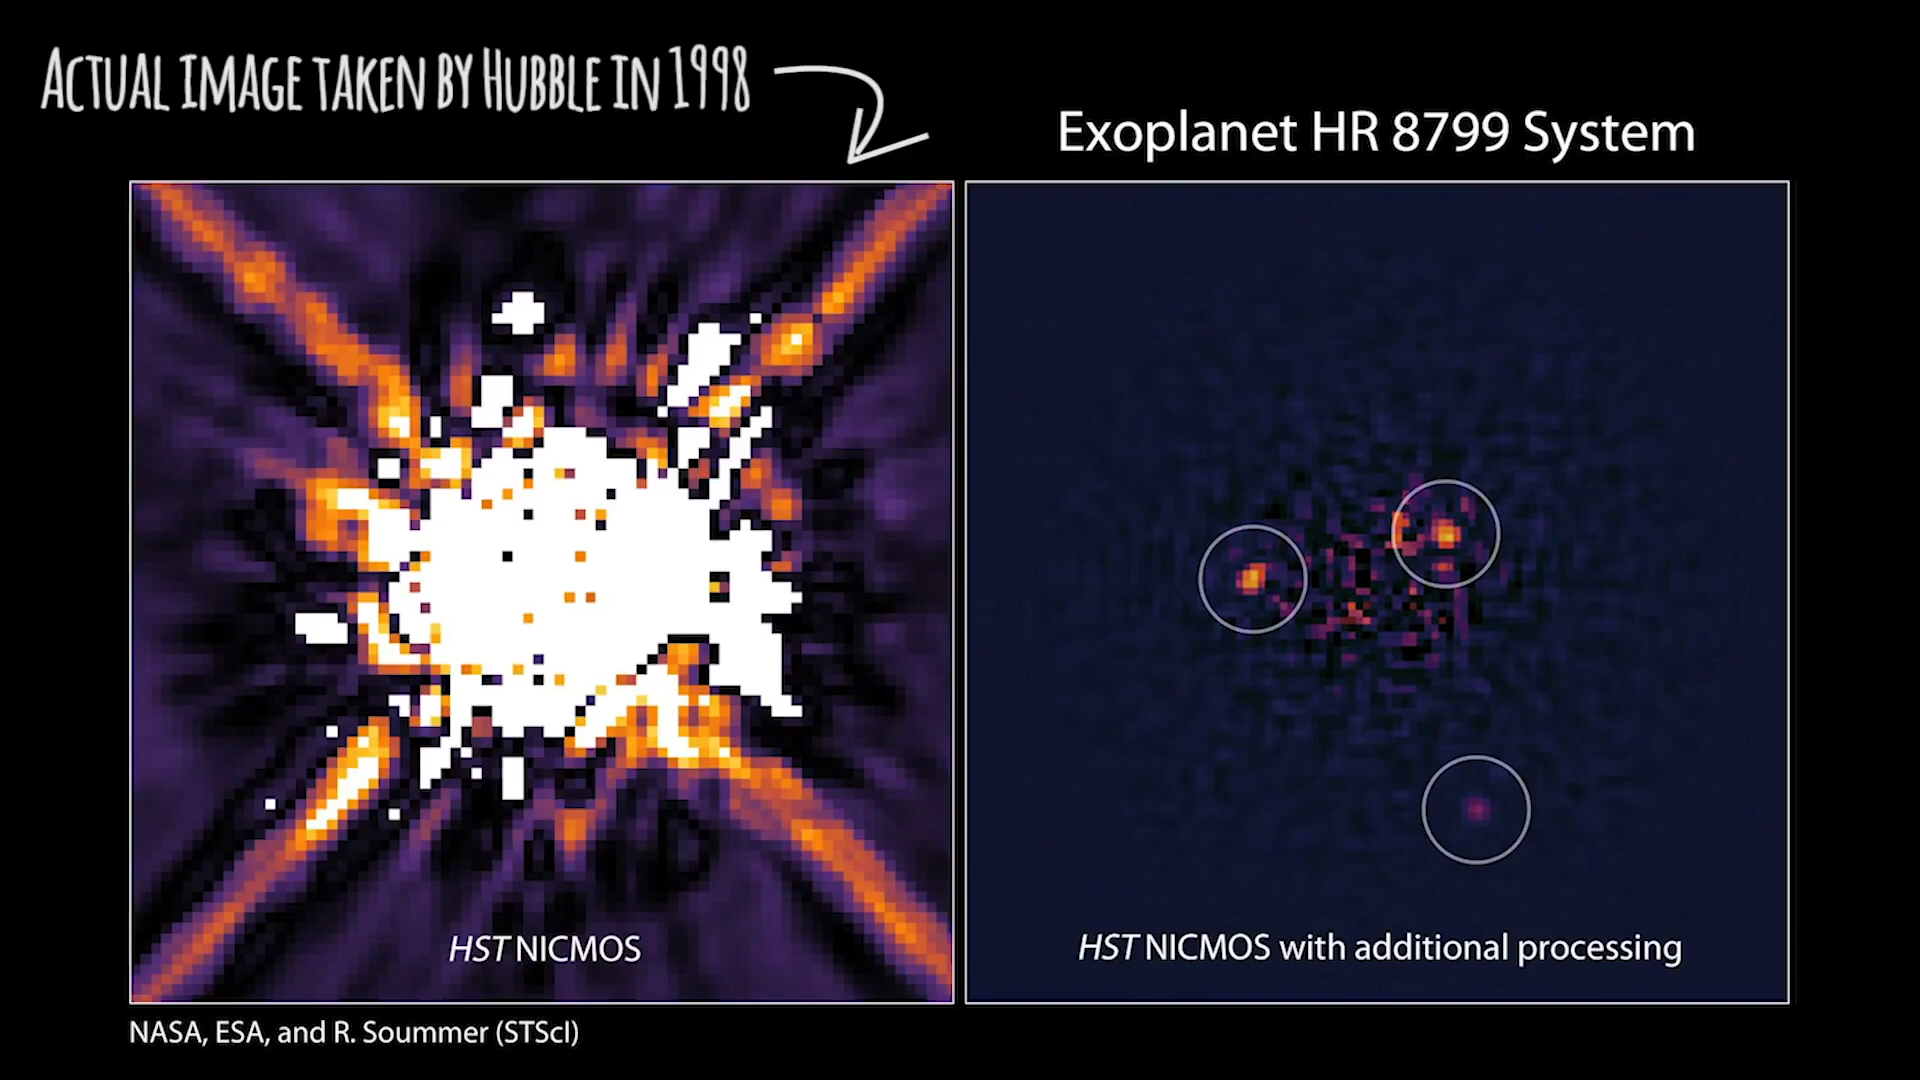 ACTUAL IMAGE TAKEN BY HUBBLE IN 1998
Exoplanet HR 8799 System
HST NICMOS
HST NICMOS with additional processing
NASA, ESA, and R. Soummer (STScI)